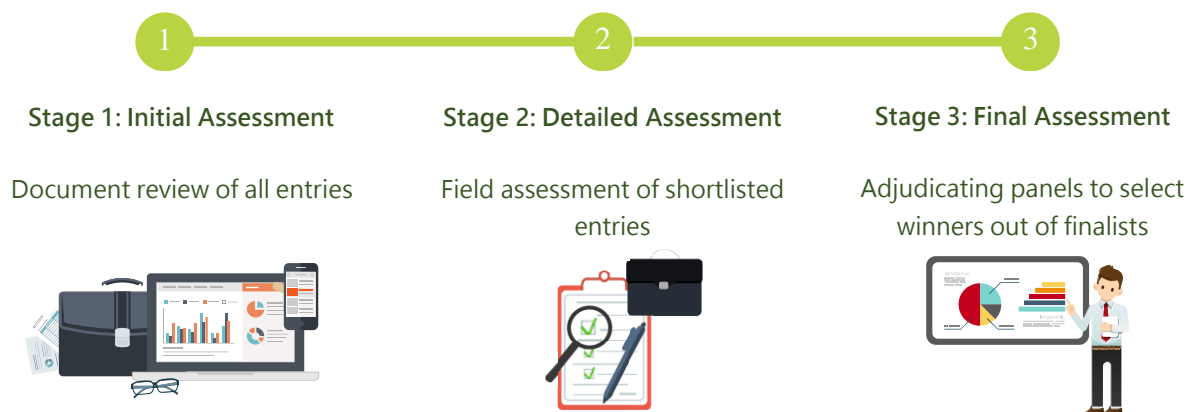 1
2
3
Stage 1: Initial Assessment
Stage 2: Detailed Assessment
Stage 3: Final Assessment
Document review of all entries
Field assessment of shortlisted
entries
Adjudicating panels to select
winners out of finalists